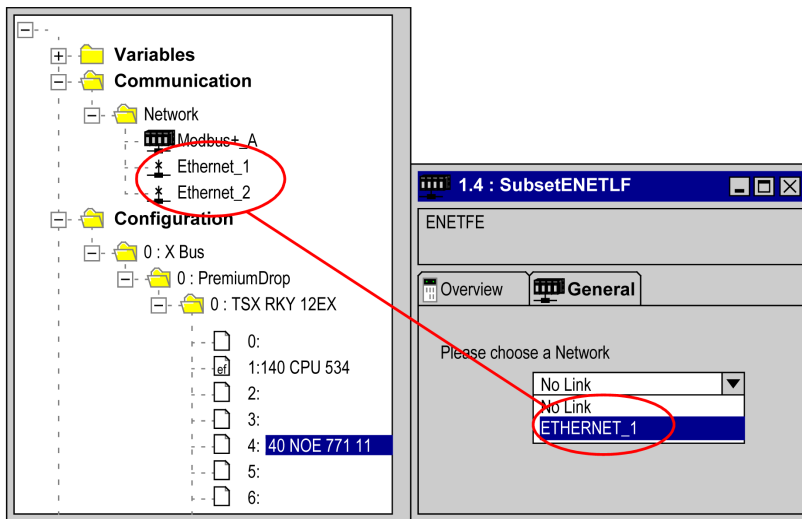 Variables
Communication
Network
Modbus+_A
Ethernet_1
Ethernet_2
Configuration
0 : X Bus
0 : PremiumDrop
0 : TSX RKY 12EX
0:
ef 1:140 CPU 534
2:
3:
4: 40 NOE 771 11
5:
6:
1.4 : SubsetENETLF
ENETFE
Overview General
Please choose a Network
No Link
No Link
ETHERNET_1